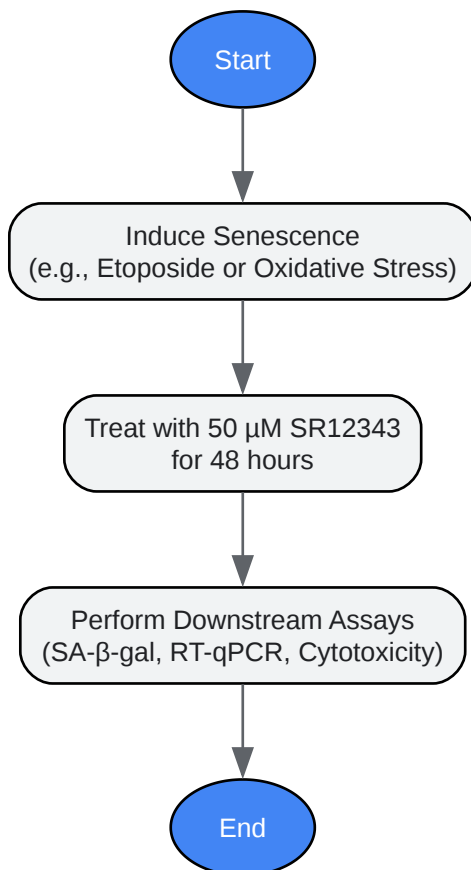 Start
Induce Senescence
(e.g., Etoposide or Oxidative Stress)
Treat with 50 µM SR12343
for 48 hours
Perform Downstream Assays
(SA-β-gal, RT-qPCR, Cytotoxicity)
End